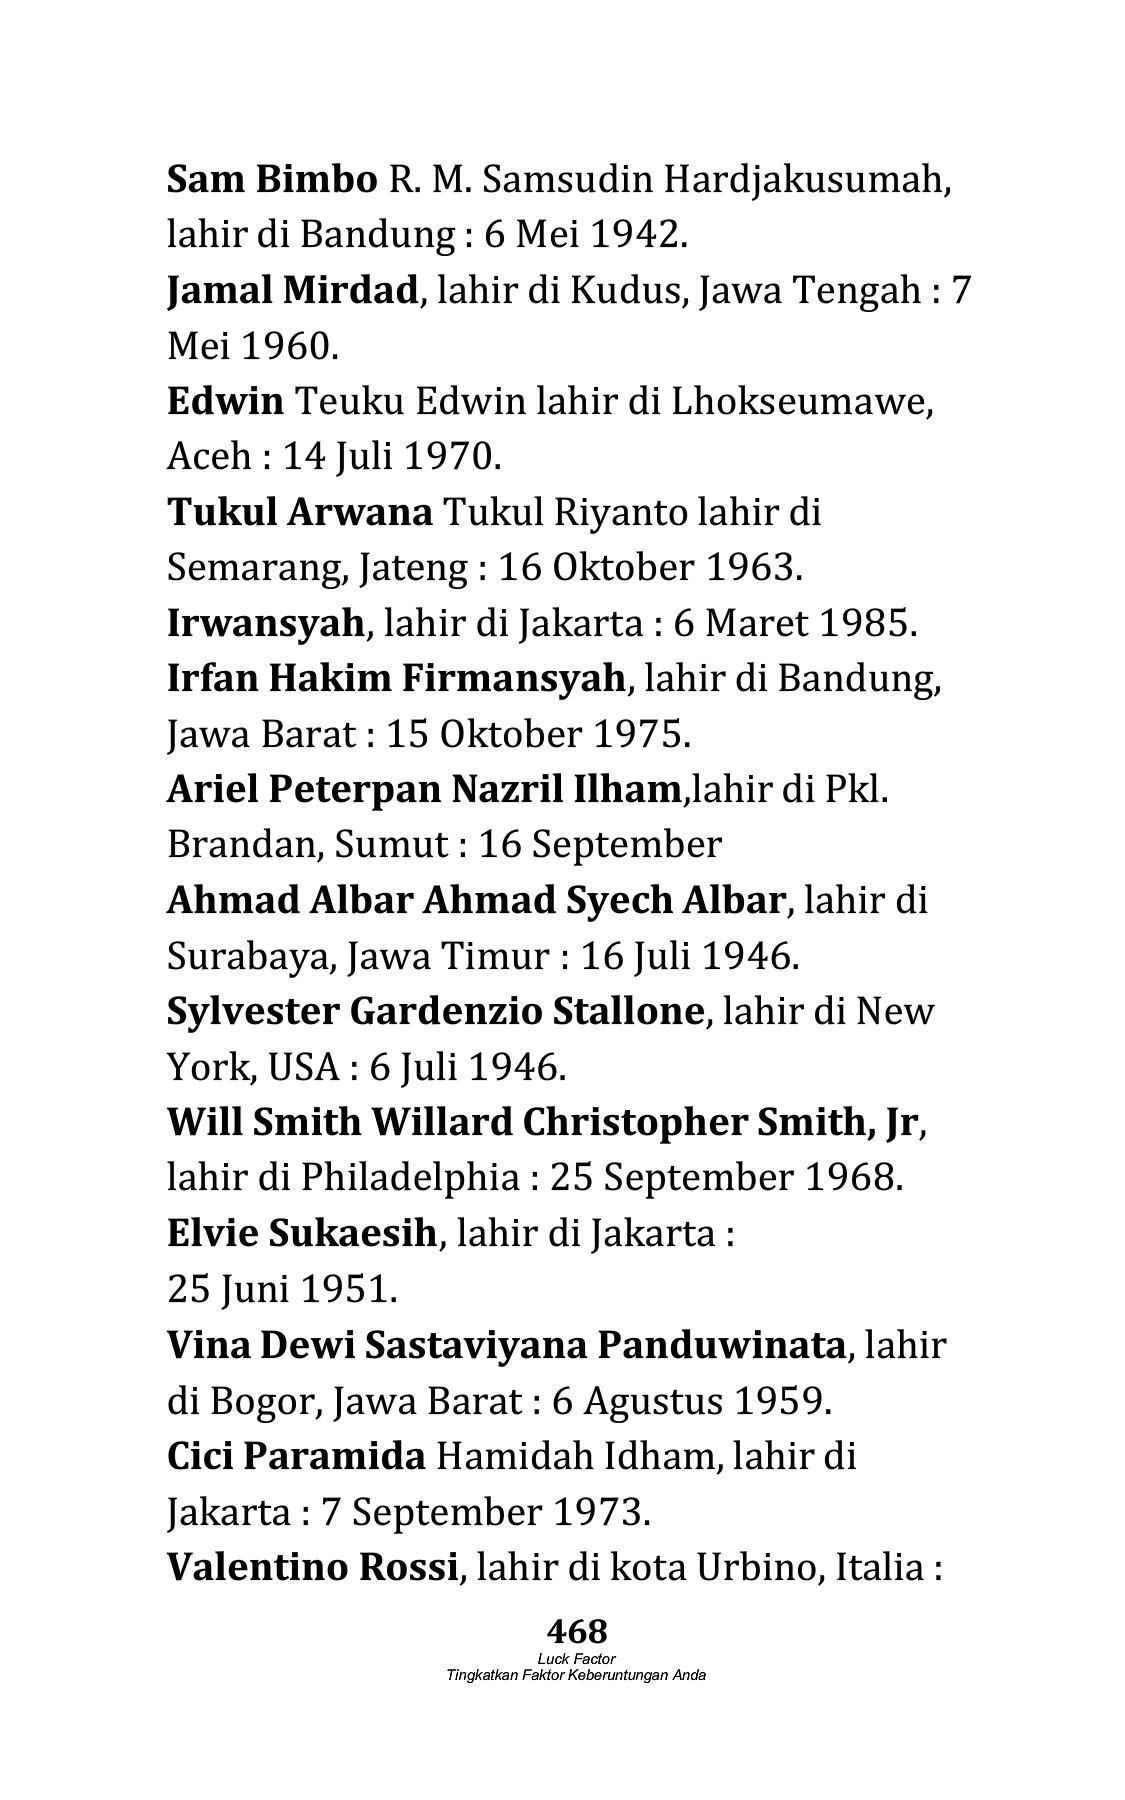 Sam Bimbo R. M. Samsudin Hardjakusumah,
lahir di Bandung : 6 Mei 1942.
Jamal Mirdad, lahir di Kudus, Jawa Tengah : 7
Mei 1960.
Edwin Teuku Edwin lahir di Lhokseumawe,
Aceh : 14 Juli 1970.
Tukul Arwana Tukul Riyanto lahir di
Semarang, Jateng : 16 Oktober 1963.
Irwansyah, lahir di Jakarta : 6 Maret 1985.
Irfan Hakim Firmansyah, lahir di Bandung,
Jawa Barat : 15 Oktober 1975.
Ariel Peterpan Nazril Ilham,lahir di Pkl.
Brandan, Sumut : 16 September
Ahmad Albar Ahmad Syech Albar, lahir di
Surabaya, Jawa Timur : 16 Juli 1946.
Sylvester Gardenzio Stallone, lahir di New
York, USA : 6 Juli 1946.
Will Smith Willard Christopher Smith, Jr,
lahir di Philadelphia : 25 September 1968.
Elvie Sukaesih, lahir di Jakarta :
25 Juni 1951.
Vina Dewi Sastaviyana Panduwinata, lahir
di Bogor, Jawa Barat : 6 Agustus 1959.
Cici Paramida Hamidah Idham, lahir di
Jakarta : 7 September 1973.
Valentino Rossi, lahir di kota Urbino, Italia :
468
Luck Factor
Tingkatkan Faktor Keberuntungan Anda